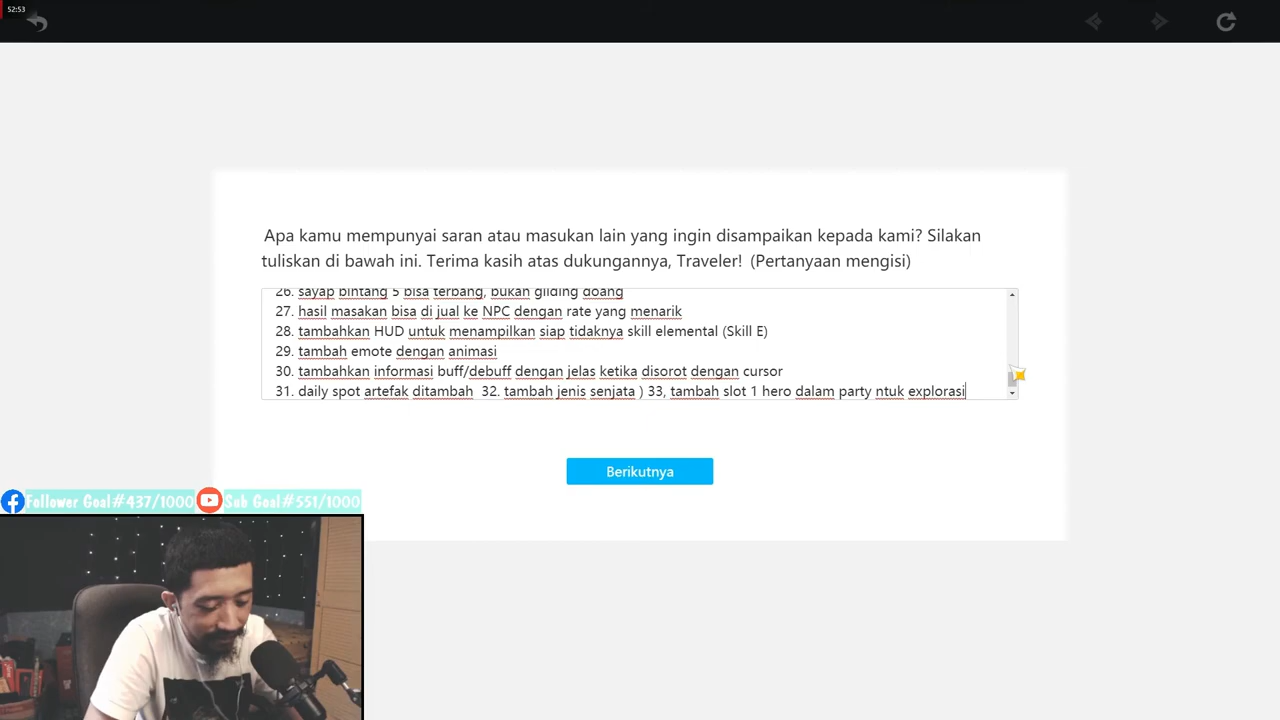 52:53
Apa kamu mempunyai saran atau masukan lain yang ingin disampaikan kepada kami? Silakan
tuliskan di bawah ini. Terima kasih atas dukungannya, Traveler! (Pertanyaan mengisi)
26. sayap bintang 5 bisa terbang, bukan gliding doang
27. hasil masakan bisa di jual ke NPC dengan rate yang menarik
28. tambahkan HUD untuk menampilkan siap tidaknya skill elemental (Skill E)
29. tambah emote dengan animasi
30. tambahkan informasi buff/debuff dengan jelas ketika disorot dengan cursor
31. daily spot artefak ditambah  32. tambah jenis senjata ) 33, tambah slot 1 hero dalam party ntuk explorasi
Berikutnya
Follower Goal#437/1000 Sub Goal#551/1000